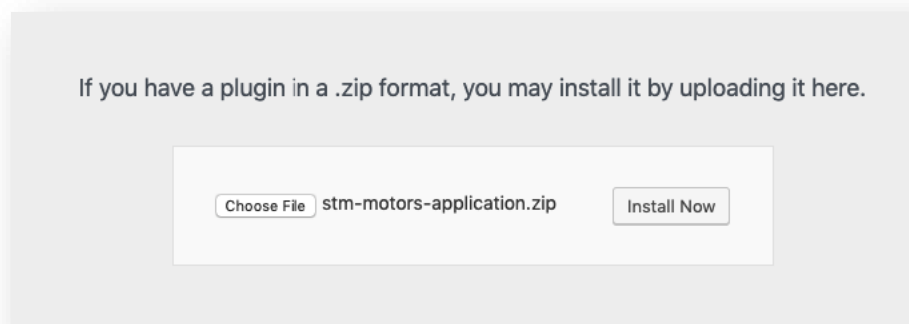 If you have a plugin in a .zip format, you may install it by uploading it here.
Choose File stm-motors-application.zip Install Now